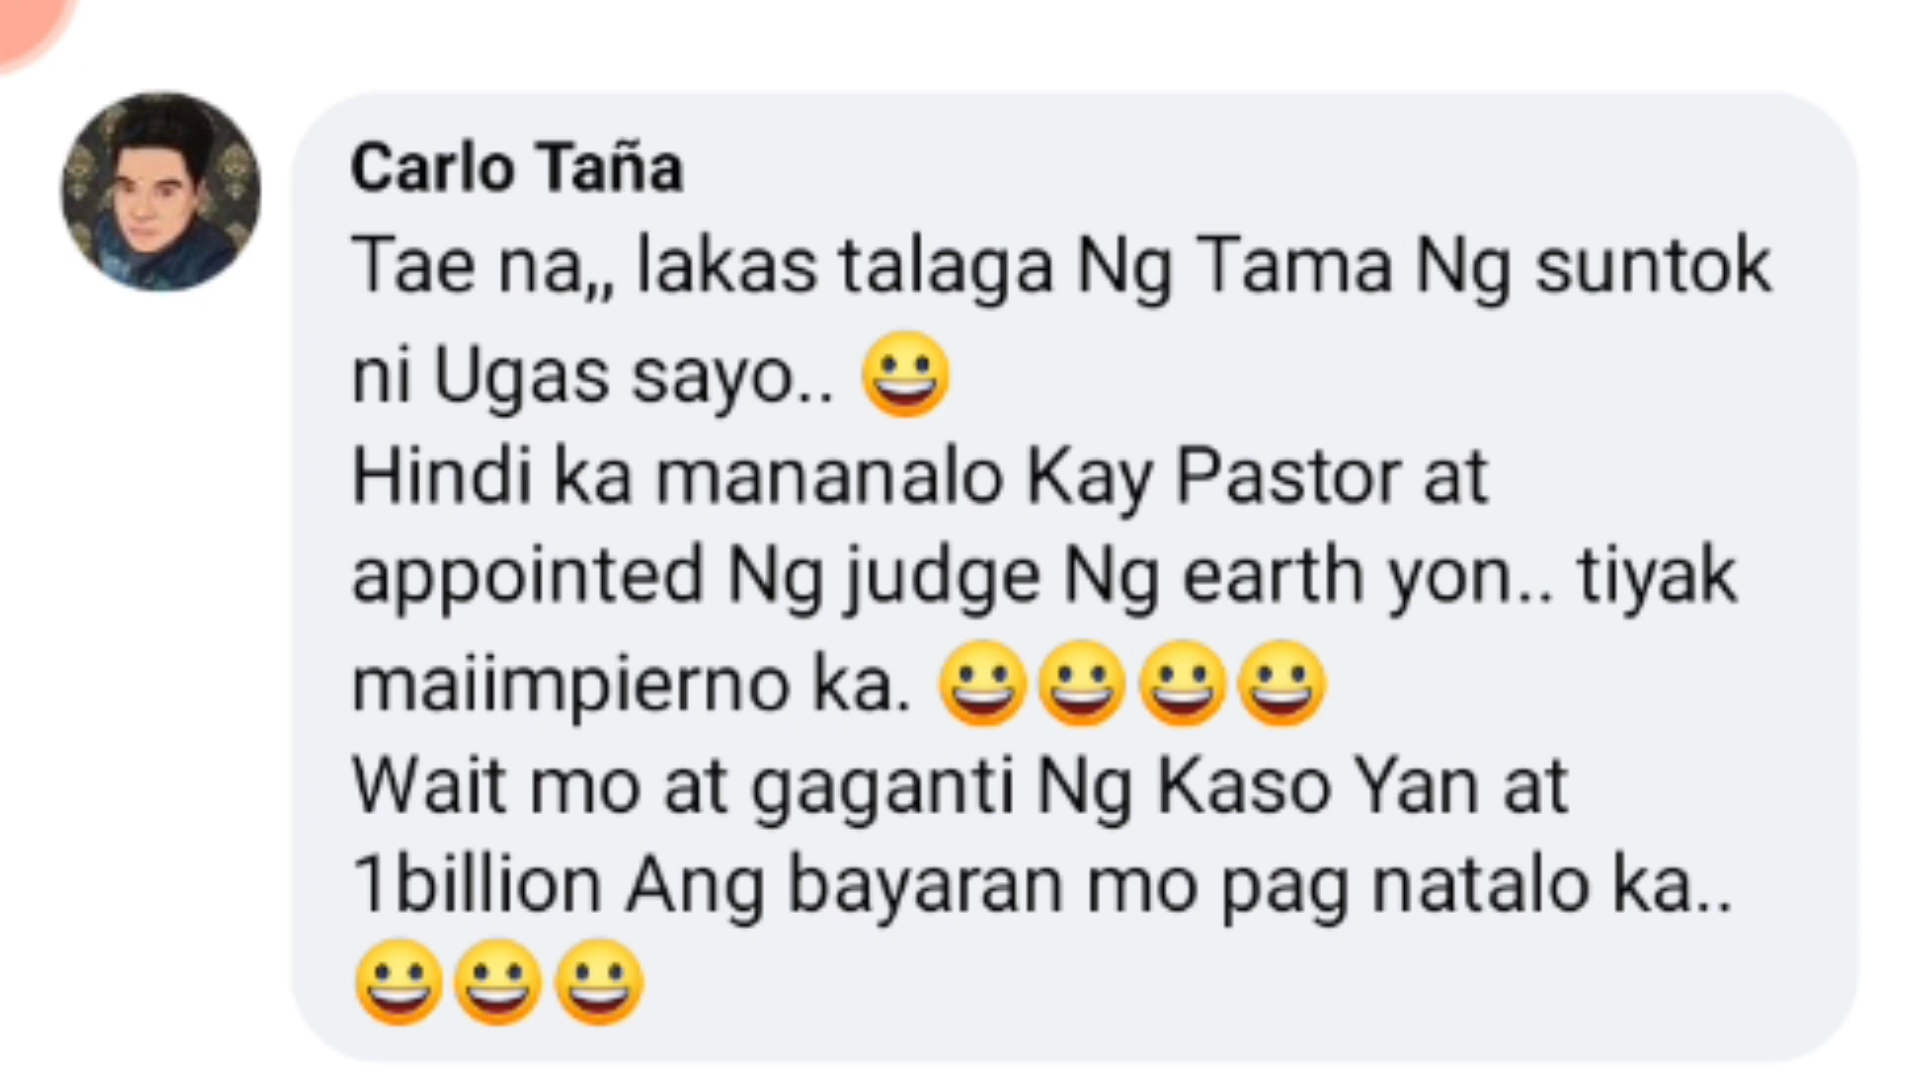 Carlo Taña
Tae na,, lakas talaga Ng Tama Ng suntok
ni Ugas sayo.. 😀
Hindi ka mananalo Kay Pastor at
appointed Ng judge Ng earth yon.. tiyak
maiimpierno ka. 😀😀😀😀
Wait mo at gaganti Ng Kaso Yan at
1billion Ang bayaran mo pag natalo ka..
😀😀😀